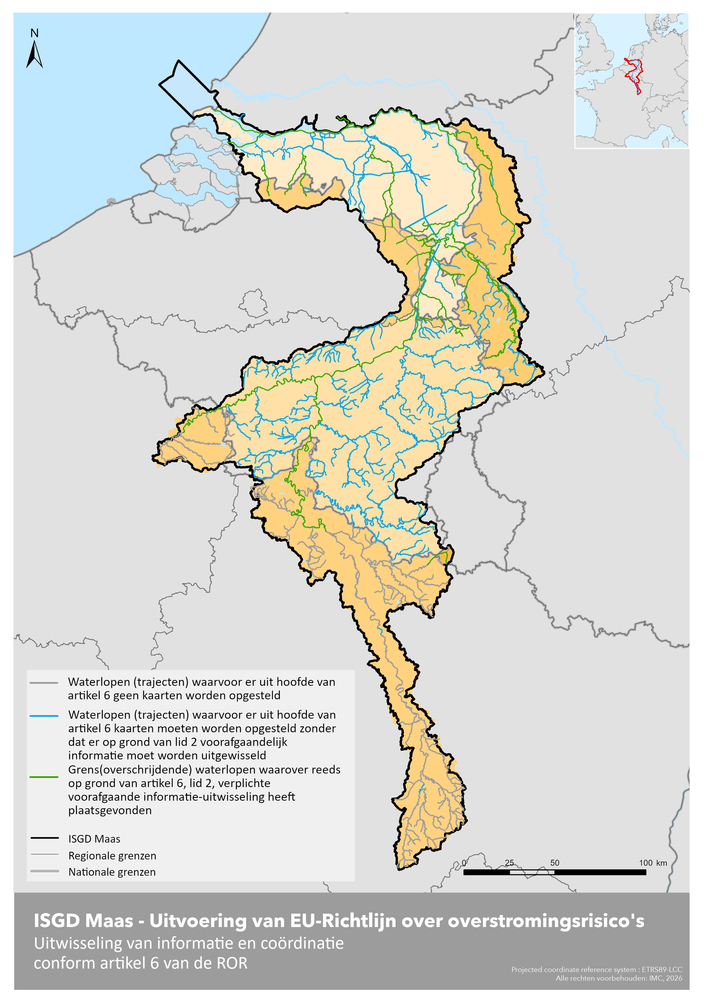 N
Waterlopen (trajecten) waarvoor er uit hoofde van
artikel 6 geen kaarten worden opgesteld
Waterlopen (trajecten) waarvoor er uit hoofde van
artikel 6 kaarten moeten worden opgesteld zonder
dat er op grond van lid 2 voorafgaandelijk
informatie moet worden uitgewisseld
Grens(overschrijdende) waterlopen waarover reeds
op grond van artikel 6, lid 2, verplichte
voorafgaande informatie-uitwisseling heeft
plaatsgevonden
ISGD Maas
Regionale grenzen
Nationale grenzen
0 25 50 100 km
ISGD Maas - Uitvoering van EU-Richtlijn over overstromingsrisico's
Uitwisseling van informatie en coördinatie
conform artikel 6 van de ROR
Projected coordinate reference system : ETRS89-LCC
Alle rechten voorbehouden: IMC, 2026